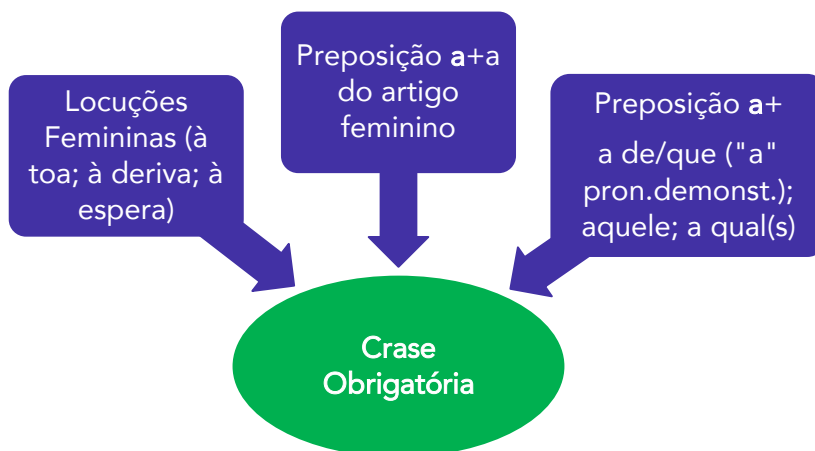 Locuções
Femininas (à
toa; à deriva; à
espera)
Preposição a+a
do artigo
feminino
Preposição a+
a de/que ("a"
pron.demonst.);
aquele; a qual(s)
Crase
Obrigatória